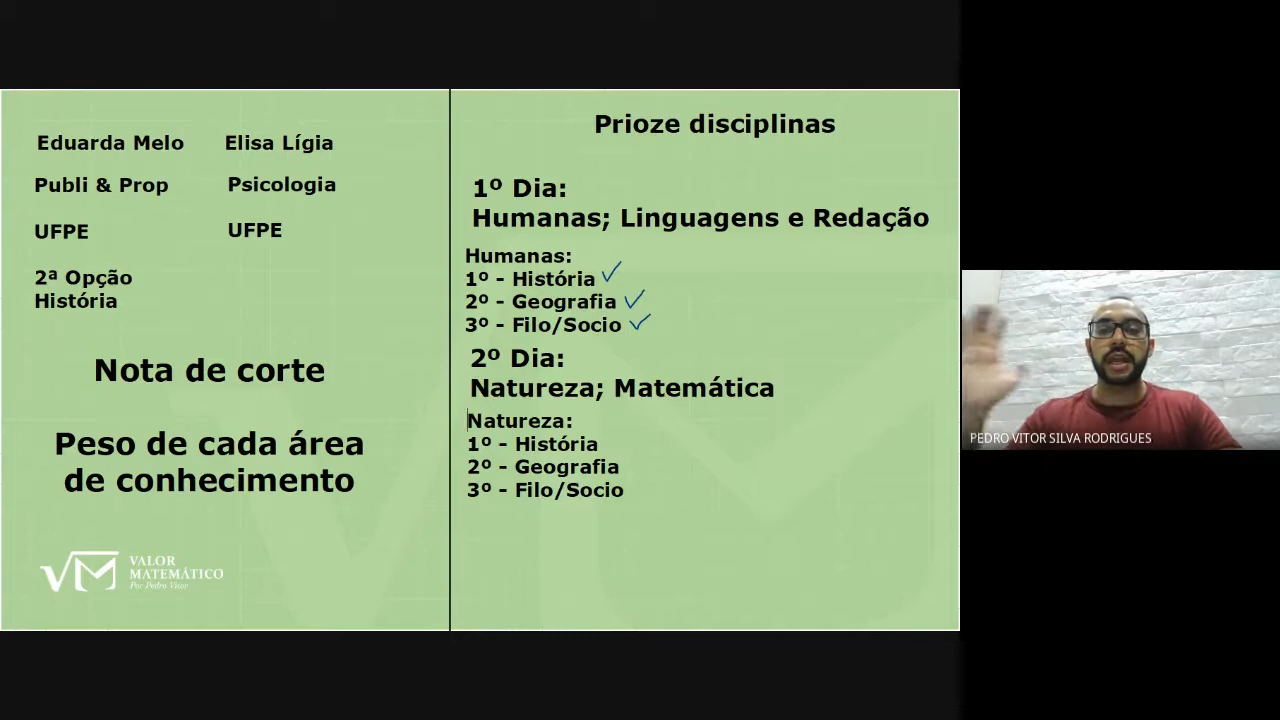 Eduarda Melo
Publi & Prop
UFPE
2ª Opção
História
Elisa Lígia
Psicologia
UFPE
Nota de corte
Peso de cada área
de conhecimento
VALOR
MATEMÁTICO
Por Pedro Vitor
Prioze disciplinas
1º Dia:
Humanas; Linguagens e Redação
Humanas:
1º - História
2º - Geografia
3º - Filo/Socio
2º Dia:
Natureza; Matemática
Natureza:
1º - História
2º - Geografia
3º - Filo/Socio
PEDRO VITOR SILVA RODRIGUES